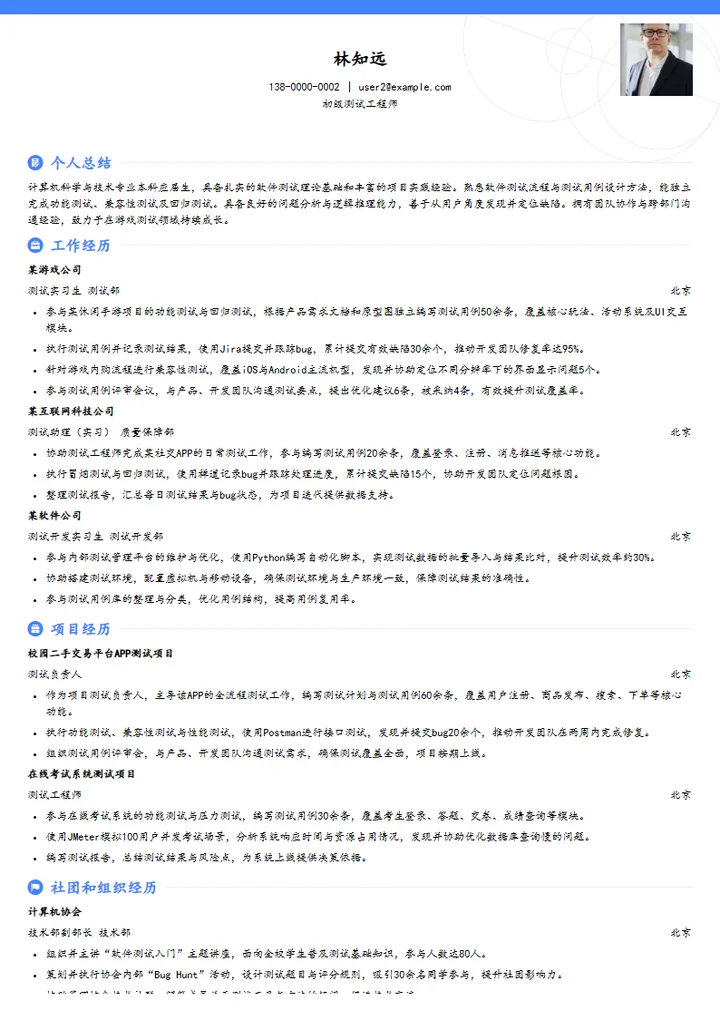 林知远
138-0000-0002 | user2@example.com
初级测试工程师
个人总结
计算机科学与技术专业本科应届生，具备扎实的软件测试理论基础和丰富的项目实践经验。熟悉软件测试流程与测试用例设计方法，能独立
完成功能测试、兼容性测试及回归测试。具备良好的问题分析与逻辑推理能力，善于从用户角度发现并定位缺陷。拥有团队协作与跨部门沟
通经验，致力于在游戏测试领域持续成长。
工作经历
某游戏公司
测试实习生 测试部 北京
• 参与某休闲手游项目的功能测试与回归测试，根据产品需求文档和原型图独立编写测试用例50余条，覆盖核心玩法、活动系统及UI交互
模块。
• 执行测试用例并记录测试结果，使用Jira提交并跟踪bug，累计提交有效缺陷30余个，推动开发团队修复率达95%。
• 针对游戏内购流程进行兼容性测试，覆盖iOS与Android主流机型，发现并协助定位不同分辨率下的界面显示问题5个。
• 参与测试用例评审会议，与产品、开发团队沟通测试要点，提出优化建议6条，被采纳4条，有效提升测试覆盖率。
某互联网科技公司
测试助理（实习） 质量保障部 北京
• 协助测试工程师完成某社交APP的日常测试工作，参与编写测试用例20余条，覆盖登录、注册、消息推送等核心功能。
• 执行冒烟测试与回归测试，使用禅道记录bug并跟踪处理进度，累计提交缺陷15个，协助开发团队定位问题根因。
• 整理测试报告，汇总每日测试结果与bug状态，为项目迭代提供数据支持。
某软件公司
测试开发实习生 测试开发部 北京
• 参与内部测试管理平台的维护与优化，使用Python编写自动化脚本，实现测试数据的批量导入与结果比对，提升测试效率约30%。
• 协助搭建测试环境，配置虚拟机与移动设备，确保测试环境与生产环境一致，保障测试结果的准确性。
• 参与测试用例库的整理与分类，优化用例结构，提高用例复用率。
项目经历
校园二手交易平台APP测试项目
测试负责人 北京
• 作为项目测试负责人，主导该APP的全流程测试工作，编写测试计划与测试用例60余条，覆盖用户注册、商品发布、搜索、下单等核心
功能。
• 执行功能测试、兼容性测试与性能测试，使用Postman进行接口测试，发现并提交bug20余个，推动开发团队在两周内完成修复。
• 组织测试用例评审会，与产品、开发团队沟通测试需求，确保测试覆盖全面，项目按期上线。
在线考试系统测试项目
测试工程师 北京
• 参与在线考试系统的功能测试与压力测试，编写测试用例30余条，覆盖考生登录、答题、交卷、成绩查询等模块。
• 使用JMeter模拟100用户并发考试场景，分析系统响应时间与资源占用情况，发现并协助优化数据库查询慢的问题。
• 编写测试报告，总结测试结果与风险点，为系统上线提供决策依据。
社团和组织经历
计算机协会
技术部副部长 技术部 北京
• 组织并主讲“软件测试入门”主题讲座，面向全校学生普及测试基础知识，参与人数达80人。
• 策划并执行协会内部“Bug Hunt”活动，设计测试题目与评分规则，吸引30余名同学参与，提升社团影响力。